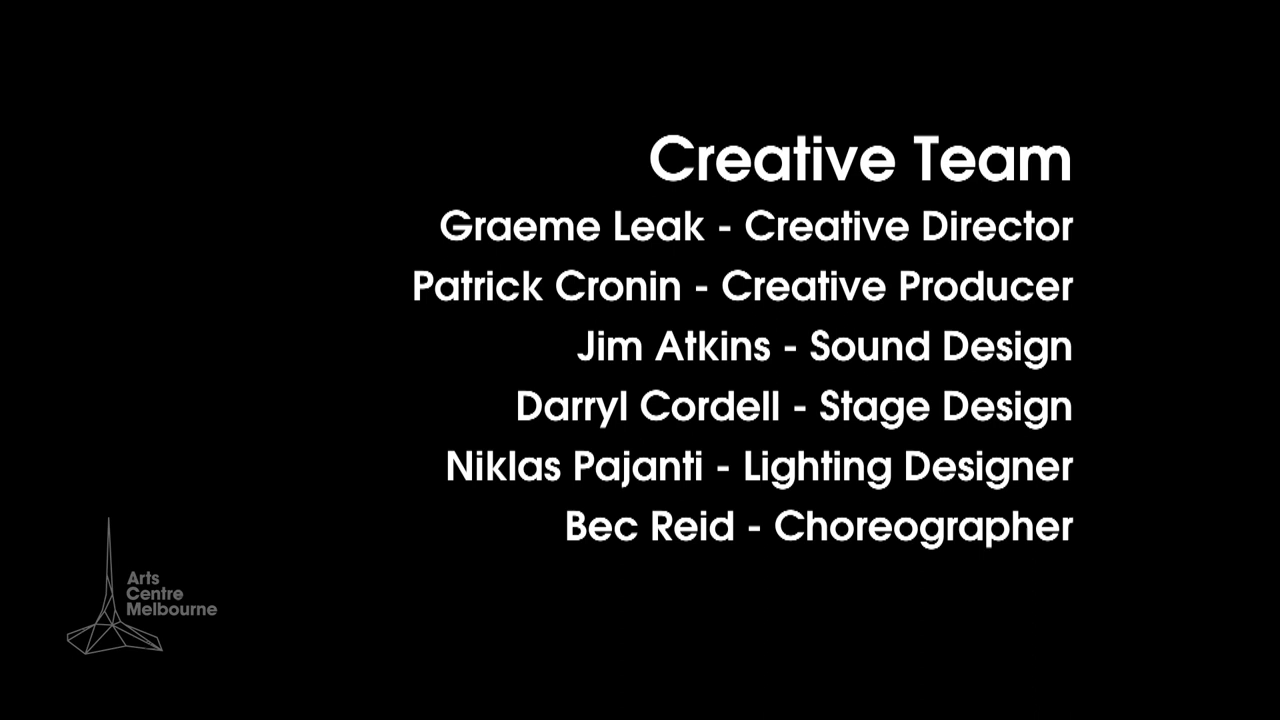 Creative Team
Graeme Leak - Creative Director
Patrick Cronin - Creative Producer
Jim Atkins - Sound Design
Darryl Cordell - Stage Design
Niklas Pajanti - Lighting Designer
Bec Reid - Choreographer
Arts
Centre
Melbourne